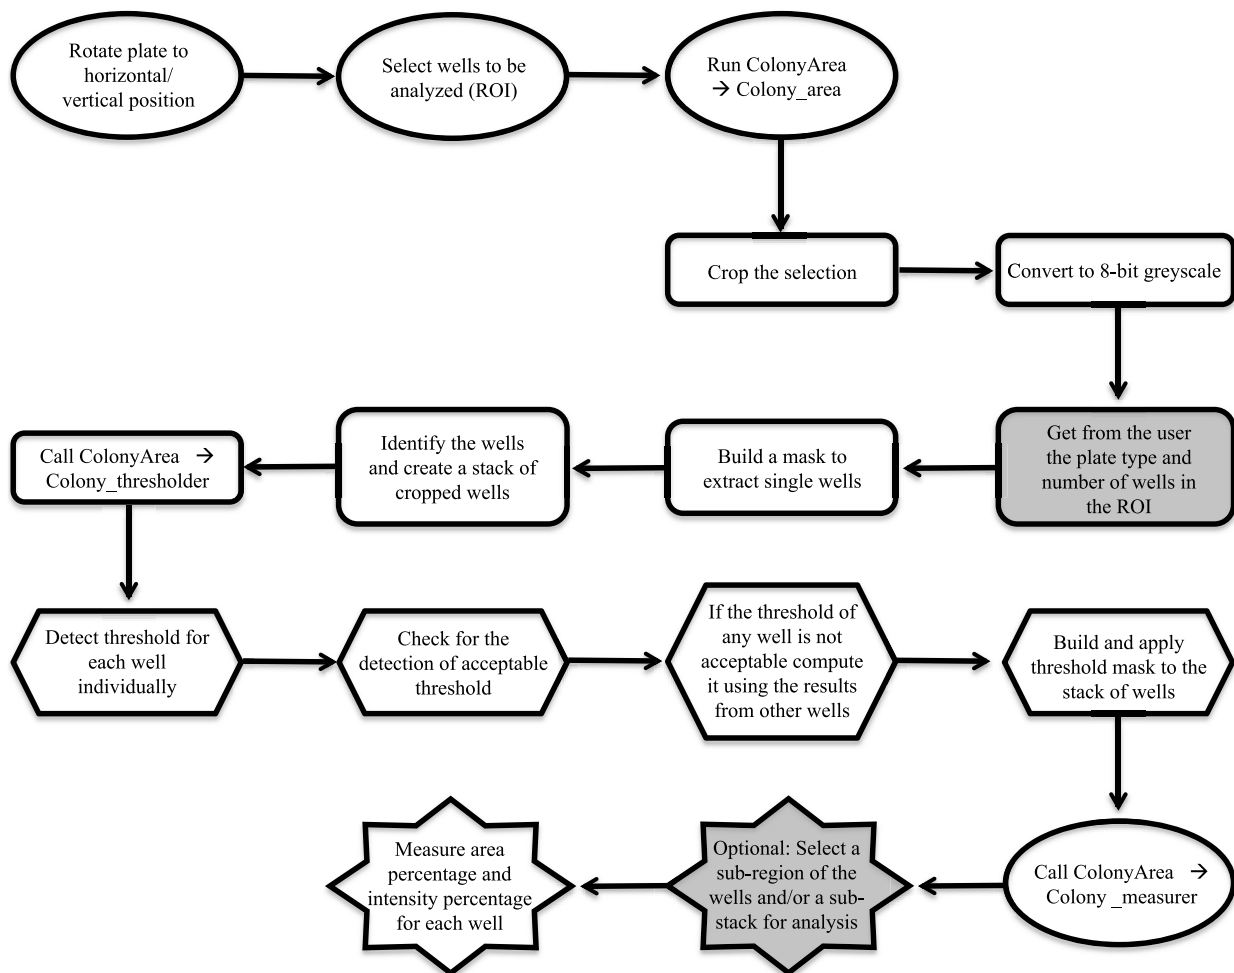 Rotate plate to
horizontal/
vertical position
Select wells to be
analyzed (ROI)
Run ColonyArea
→ Colony_area
Crop the selection
Convert to 8-bit greyscale
Call ColonyArea →
Colony_thresholder
Identify the wells
and create a stack of
cropped wells
Build a mask to
extract single wells
Get from the user
the plate type and
number of wells in
the ROI
Detect threshold for
each well
individually
Check for the
detection of acceptable
threshold
If the threshold of
any well is not
acceptable compute
it using the results
from other wells
Build and apply
threshold mask to the
stack of wells
Measure area
percentage and
intensity percentage
for each well
Optional: Select a
sub-region of the
wells and/or a sub-
stack for analysis
Call ColonyArea →
Colony _measurer